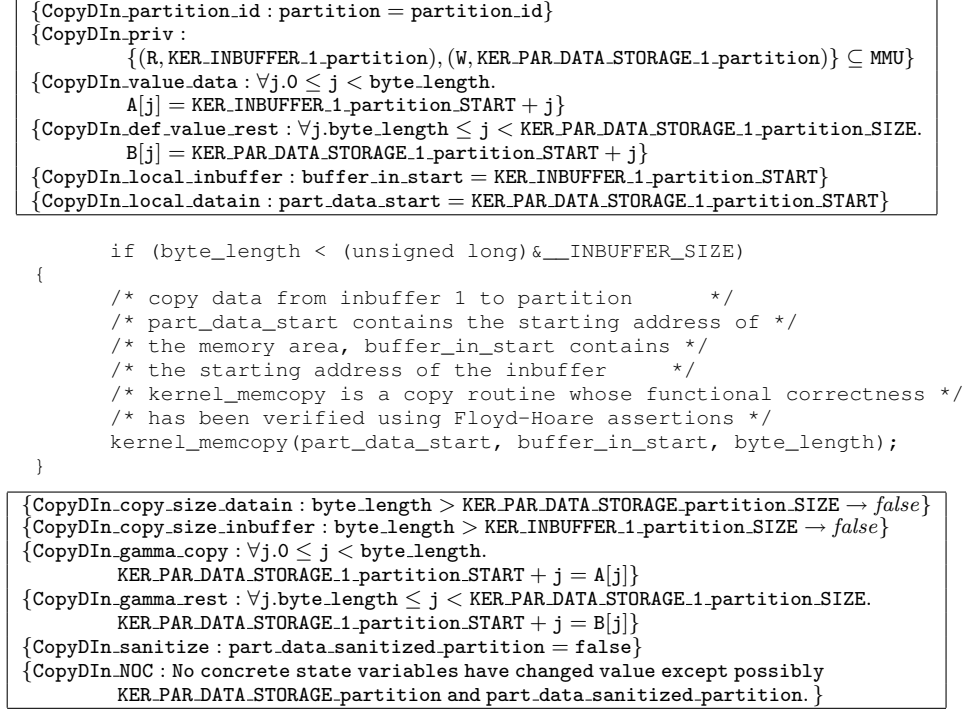 {CopyDIn_partition_id : partition = partition_id}
{CopyDIn_priv :
{(R, KER_INBUFFER_1_partition), (W, KER_PAR_DATA_STORAGE_1_partition)} ⊆ MMU}
{CopyDIn_value_data : ∀j.0 ≤ j < byte_length.
A[j] = KER_INBUFFER_1_partition_START + j}
{CopyDIn_def_value_rest : ∀j.byte_length ≤ j < KER_PAR_DATA_STORAGE_1_partition_SIZE.
B[j] = KER_PAR_DATA_STORAGE_1_partition_START + j}
{CopyDIn_local_inbuffer : buffer_in_start = KER_INBUFFER_1_partition_START}
{CopyDIn_local_datain : part_data_start = KER_PAR_DATA_STORAGE_1_partition_START}
if (byte_length < (unsigned long)&__INBUFFER_SIZE)
{
/* copy data from inbuffer 1 to partition */
/* part_data_start contains the starting address of */
/* the memory area, buffer_in_start contains */
/* the starting address of the inbuffer */
/* kernel_memcopy is a copy routine whose functional correctness */
/* has been verified using Floyd-Hoare assertions */
kernel_memcopy(part_data_start, buffer_in_start, byte_length);
}
{CopyDIn_copy_size_datain : byte_length > KER_PAR_DATA_STORAGE_partition_SIZE → false}
{CopyDIn_copy_size_inbuffer : byte_length > KER_INBUFFER_1_partition_SIZE → false}
{CopyDIn_gamma_copy : ∀j.0 ≤ j < byte_length.
KER_PAR_DATA_STORAGE_1_partition_START + j = A[j]}
{CopyDIn_gamma_rest : ∀j.byte_length ≤ j < KER_PAR_DATA_STORAGE_1_partition_SIZE.
KER_PAR_DATA_STORAGE_1_partition_START + j = B[j]}
{CopyDIn_sanitize : part_data_sanitized_partition = false}
{CopyDIn_NOC : No concrete state variables have changed value except possibly
KER_PAR_DATA_STORAGE_partition and part_data_sanitized_partition. }